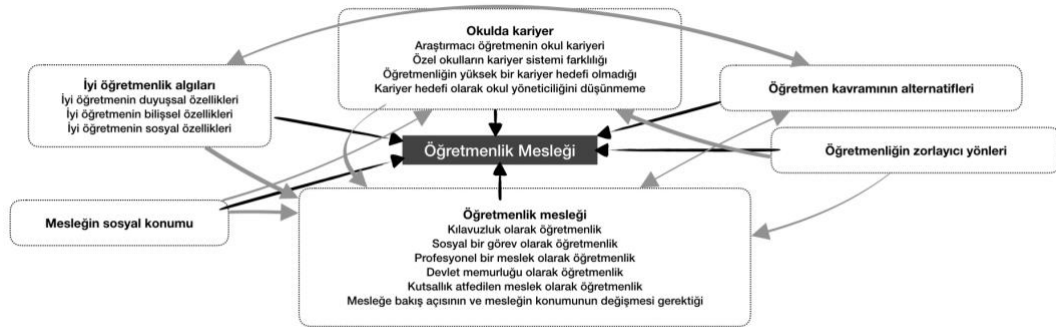 Okulda kariyer
Araştırmacı öğretmenin okul kariyeri
Özel okulların kariyer sistemi farklılığı
Öğretmenliğin yüksek bir kariyer hedefi olmadığı
Kariyer hedefi olarak okul yöneticiliğini düşünmeme
İyi öğretmenlik algıları
İyi öğretmenin duyuşsal özellikleri
İyi öğretmenin bilişsel özellikleri
İyi öğretmenin sosyal özellikleri
Öğretmen kavramının alternatifleri
Öğretmenlik Mesleği
Öğretmenliğin zorlayıcı yönleri
Mesleğin sosyal konumu
Öğretmenlik mesleği
Kılavuzluk olarak öğretmenlik
Sosyal bir görev olarak öğretmenlik
Profesyonel bir meslek olarak öğretmenlik
Devlet memurluğu olarak öğretmenlik
Kutsallık atfedilen meslek olarak öğretmenlik
Mesleğe bakış açısının ve mesleğin konumunun değişmesi gerektiği